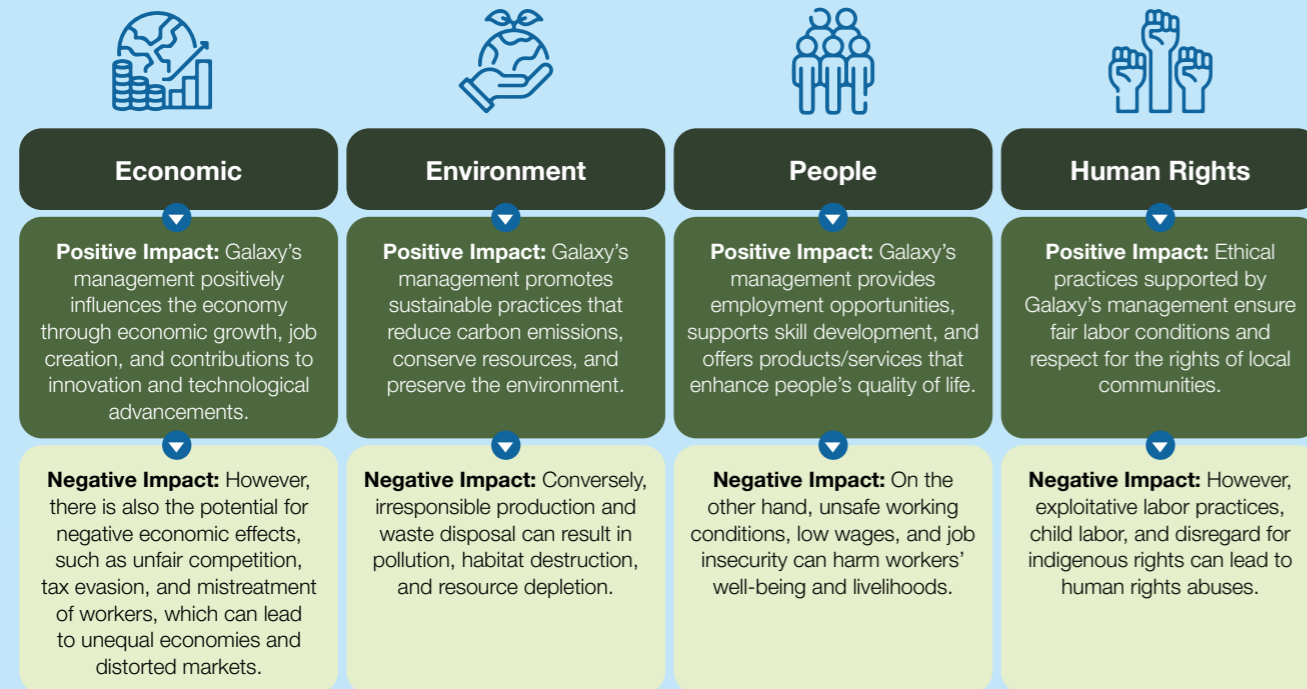 Economic
Positive Impact: Galaxy’s
management positively
influences the economy
through economic growth, job
creation, and contributions to
innovation and technological
advancements.
Negative Impact: However,
there is also the potential for
negative economic effects,
such as unfair competition,
tax evasion, and mistreatment
of workers, which can lead
to unequal economies and
distorted markets.
Environment
Positive Impact: Galaxy’s
management promotes
sustainable practices that
reduce carbon emissions,
conserve resources, and
preserve the environment.
Negative Impact: Conversely,
irresponsible production and
waste disposal can result in
pollution, habitat destruction,
and resource depletion.
People
Positive Impact: Galaxy’s
management provides
employment opportunities,
supports skill development, and
offers products/services that
enhance people’s quality of life.
Negative Impact: On the
other hand, unsafe working
conditions, low wages, and job
insecurity can harm workers’
well-being and livelihoods.
Human Rights
Positive Impact: Ethical
practices supported by
Galaxy’s management ensure
fair labor conditions and
respect for the rights of local
communities.
Negative Impact: However,
exploitative labor practices,
child labor, and disregard for
indigenous rights can lead to
human rights abuses.